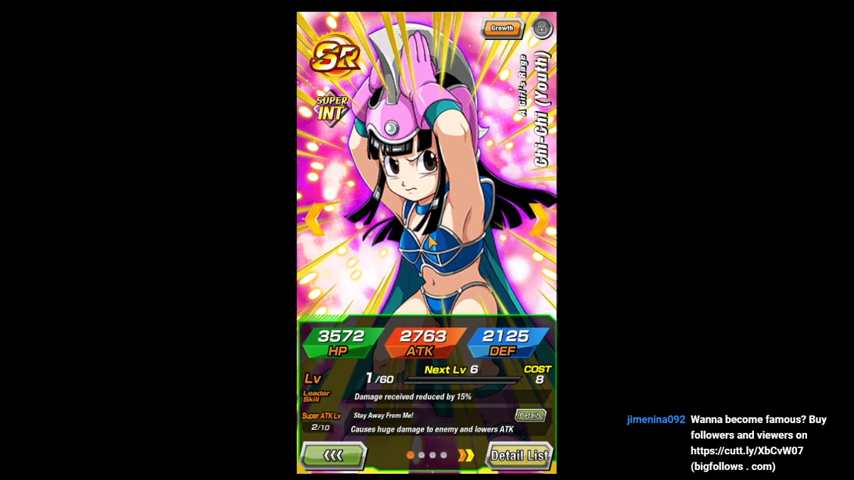 Growth
SR
SUPER
INT
A Girl's Rage
Chi-Chi (Youth)
3572
HP
2763
ATK
2125
DEF
Lv 1/60
Next Lv 6
COST
8
Leader
Skill
Damage received reduced by 15%
Super ATK Lv
2/10
Stay Away From Me!
Details
Causes huge damage to enemy and lowers ATK
Detail List
jimenina092 Wanna become famous? Buy
followers and viewers on
https://cutt.ly/XbCvW07
(bigfollows . com)